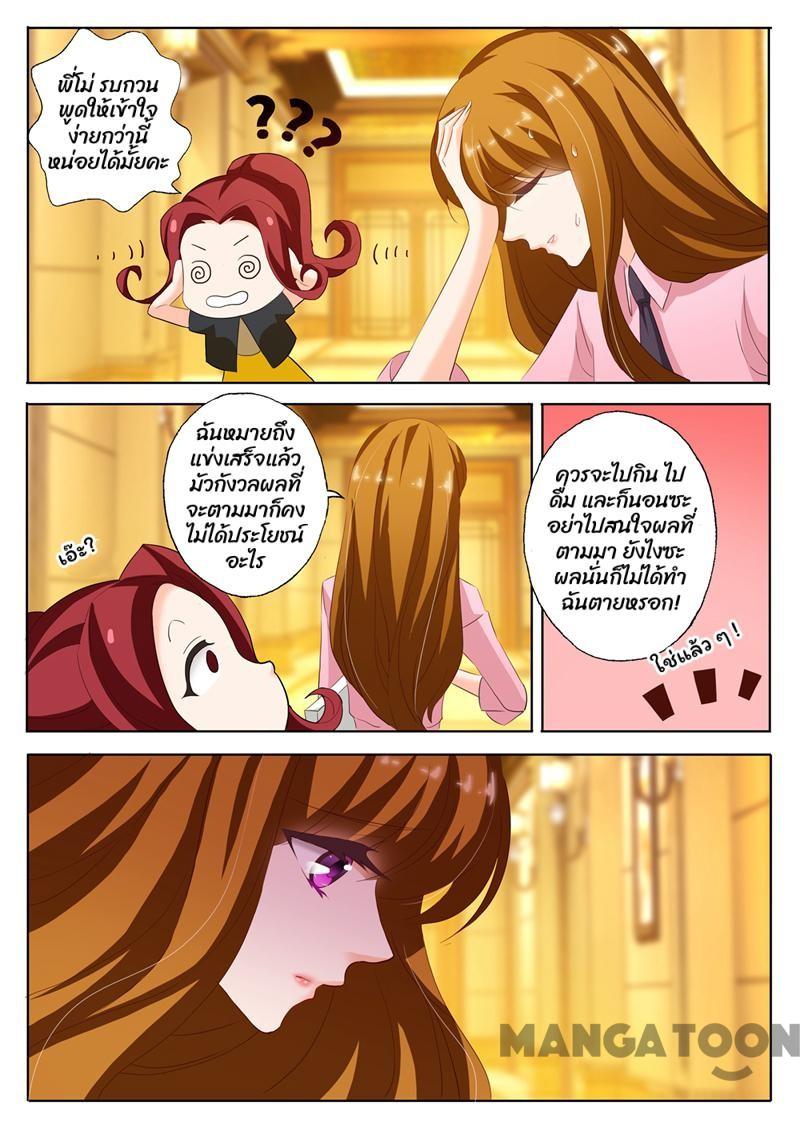 พี่โม่ รบกวน
พูดให้เข้าใจ
ง่ายกว่านี้
หน่อยได้มั้ยคะ
???
ฉันหมายถึง
แข่งเสร็จแล้ว
มัวกังวลผลที่
จะตามมาก็คง
ไม่ได้ประโยชน์
อะไร
เอ๊ะ?
ควรจะไปกิน ไป
ดื่ม และก็นอนซะ
อย่าไปสนใจผลที่
ตามมา ยังไงซะ
ผลนั่นก็ไม่ได้ทำ
ฉันตายหรอก!
ใช่แล้ว ๆ !
MANGATOON